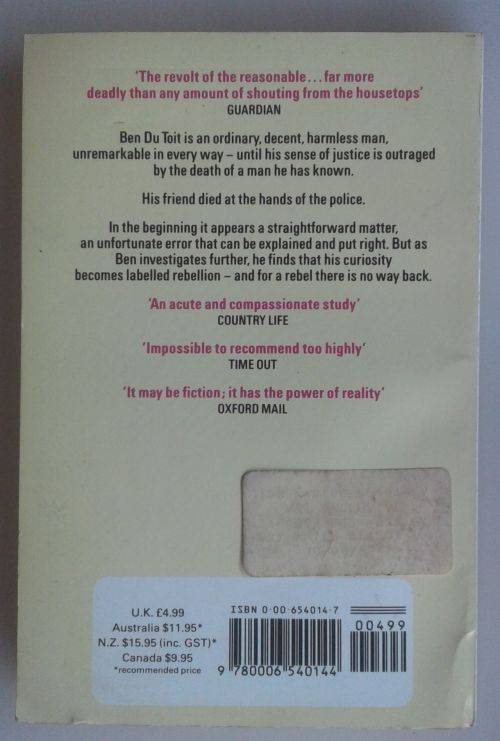 'The revolt of the reasonable...far more
deadly than any amount of shouting from the housetops'
GUARDIAN
Ben Du Toit is an ordinary, decent, harmless man,
unremarkable in every way – until his sense of justice is outraged
by the death of a man he has known.
His friend died at the hands of the police.
In the beginning it appears a straightforward matter,
an unfortunate error that can be explained and put right. But as
Ben investigates further, he finds that his curiosity
becomes labelled rebellion – and for a rebel there is no way back.
'An acute and compassionate study'
COUNTRY LIFE
'Impossible to recommend too highly'
TIME OUT
'It may be fiction; it has the power of reality'
OXFORD MAIL
U.K. £4.99
Australia $11.95*
N.Z. $15.95 (inc. GST)*
Canada $9.95
*recommended price
ISBN 0-00-654014-7
00499
9 780006 540144